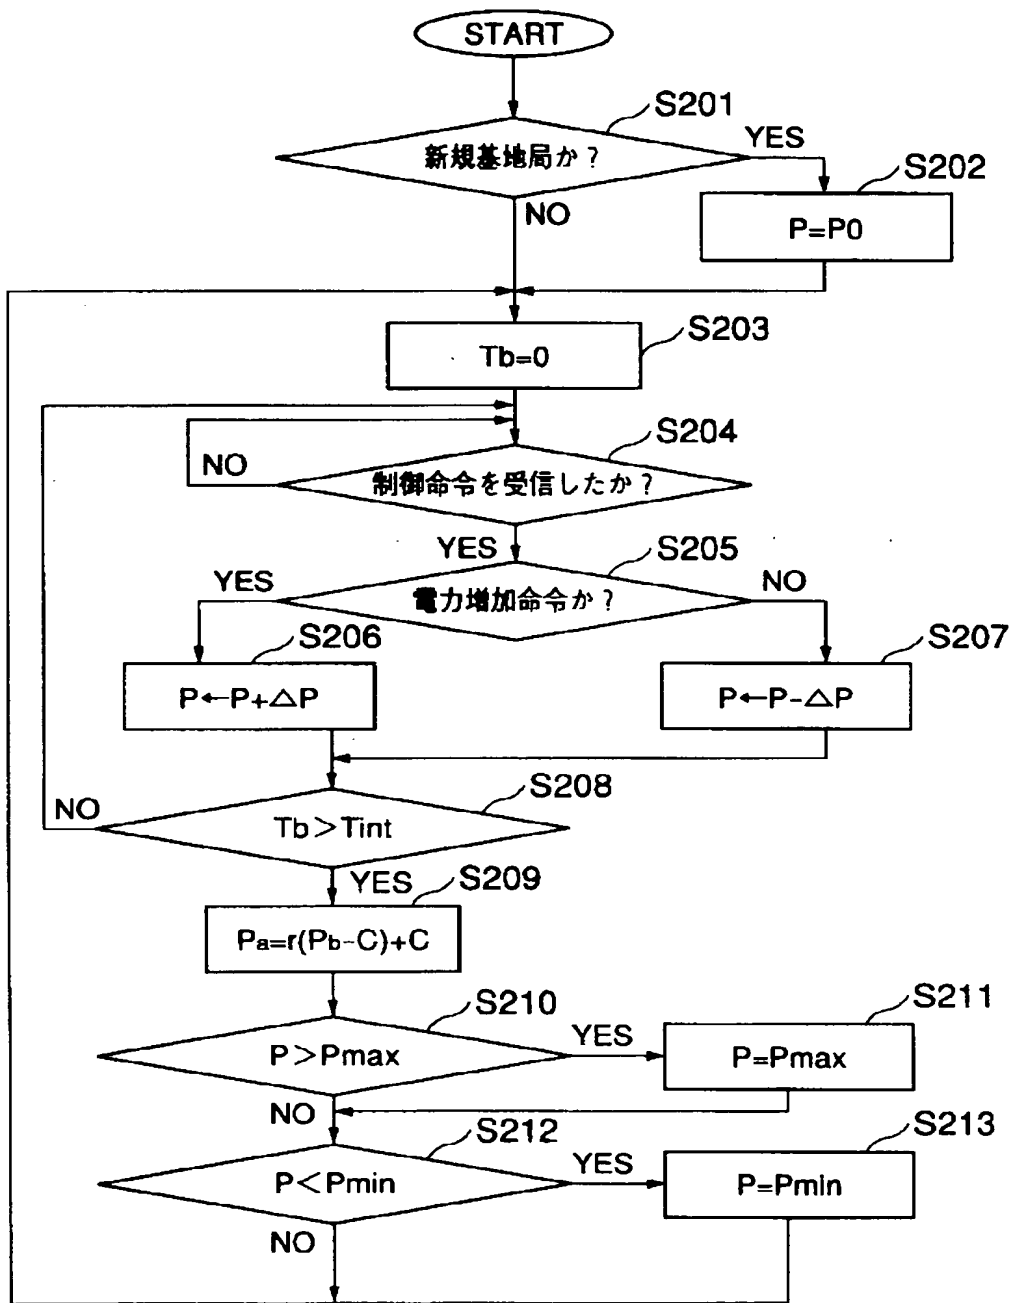 START
S201
新規基地局か？
YES
S202
NO
P=P0
S203
Tb=0
S204
NO
制御命令を受信したか？
YES
S205
YES
電力増加命令か？
NO
S206
S207
P←P+△P
P←P-△P
S208
NO
Tb>Tint
YES
S209
Pa=r(Pb-C)+C
S210
S211
P>Pmax
YES
P=Pmax
NO
S212
S213
P<Pmin
YES
P=Pmin
NO